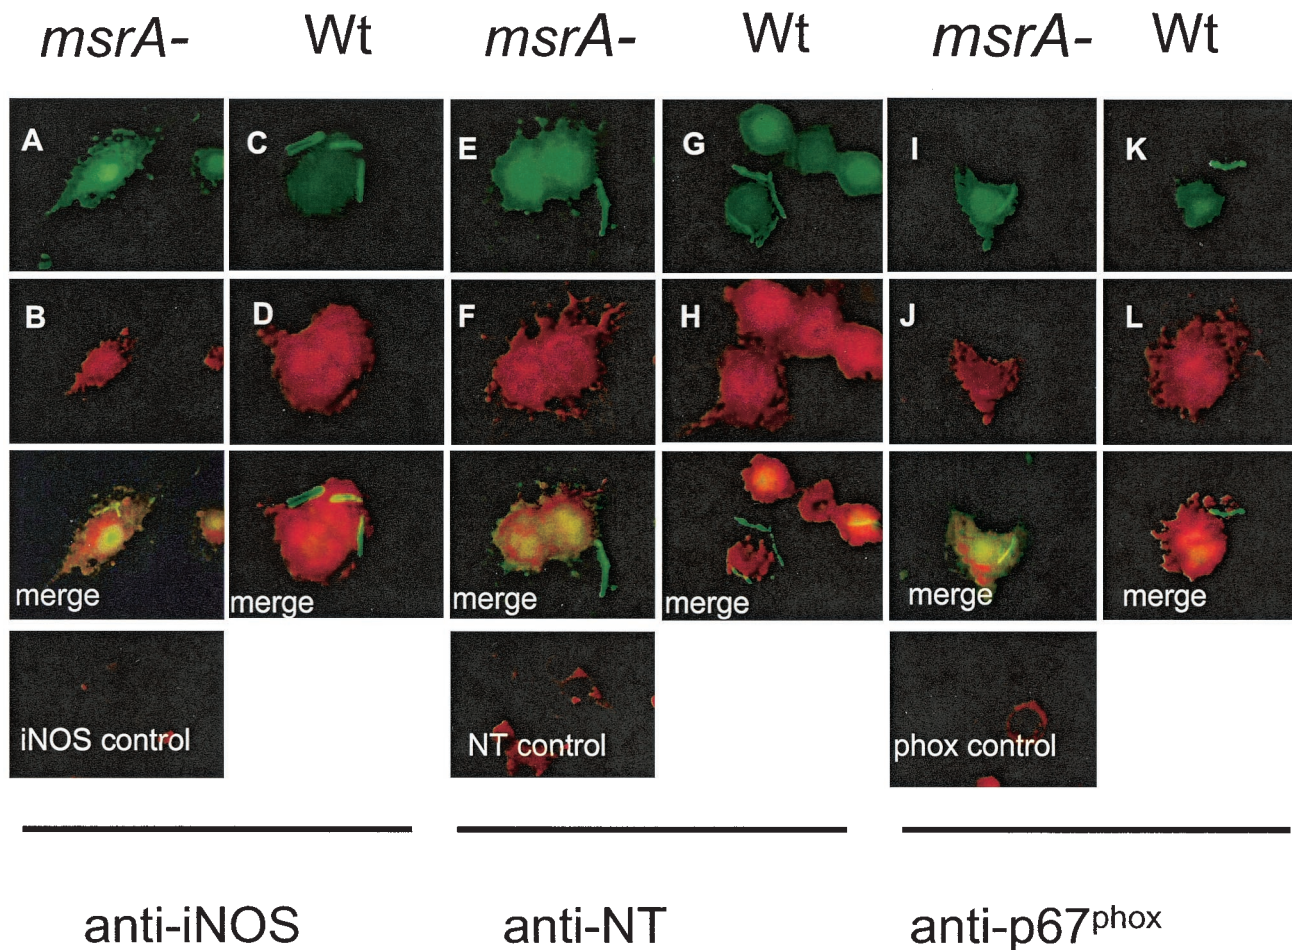 msrA- Wt msrA- Wt msrA- Wt
A C E G I K
B D F H J L
merge merge merge merge merge merge
iNOS control NT control phox control
anti-iNOS anti-NT anti-p67phox